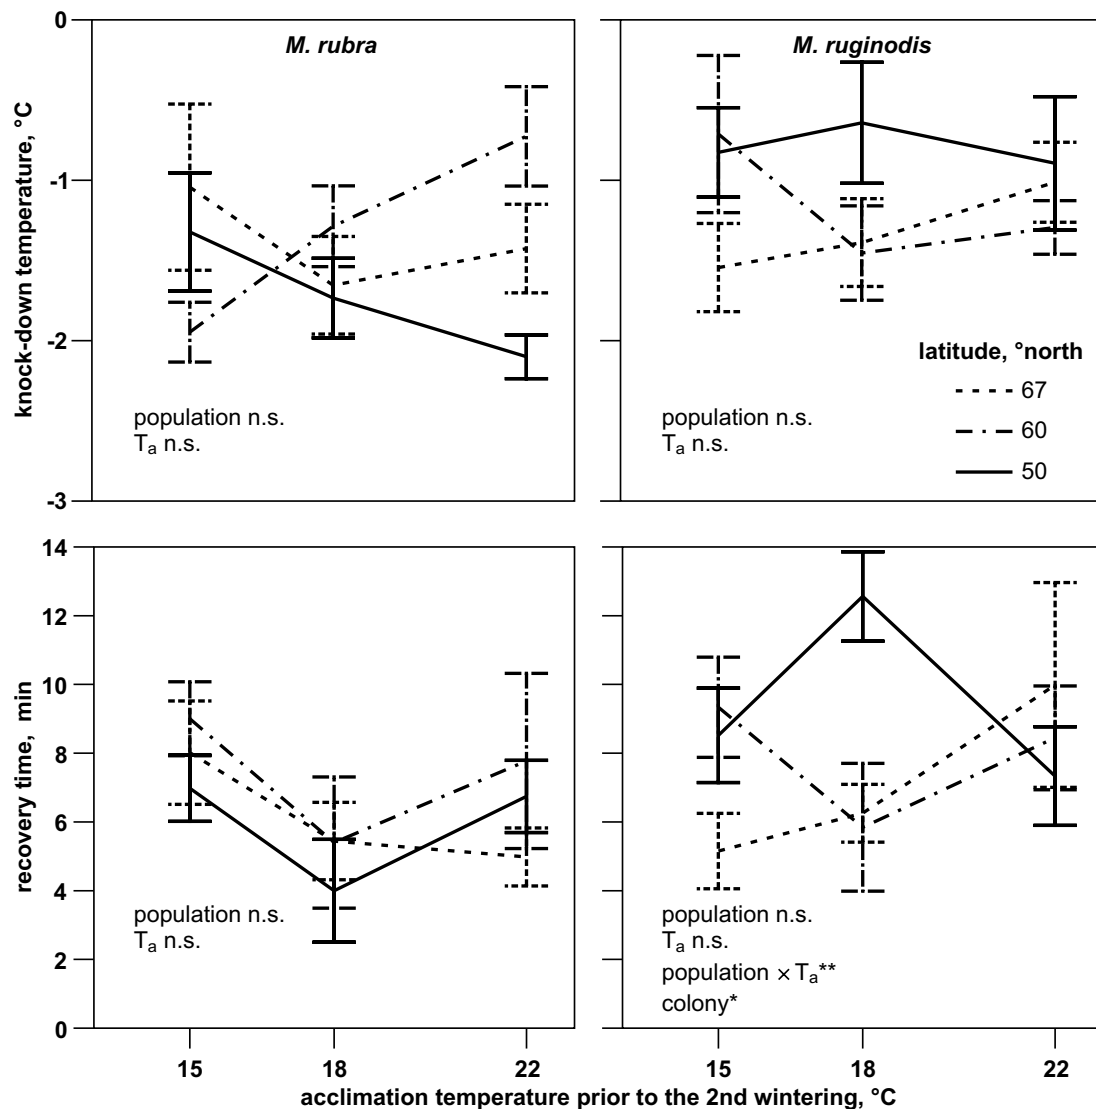 M. rubra
M. ruginodis
knock-down temperature, °C
0
-1
-2
-3
population n.s.
Tₐ n.s.
population n.s.
Tₐ n.s.
latitude, °north
67
60
50
recovery time, min
14
12
10
8
6
4
2
0
population n.s.
Tₐ n.s.
population n.s.
Tₐ n.s.
population × Tₐ**
colony*
15 18 22
15 18 22
acclimation temperature prior to the 2nd wintering, °C